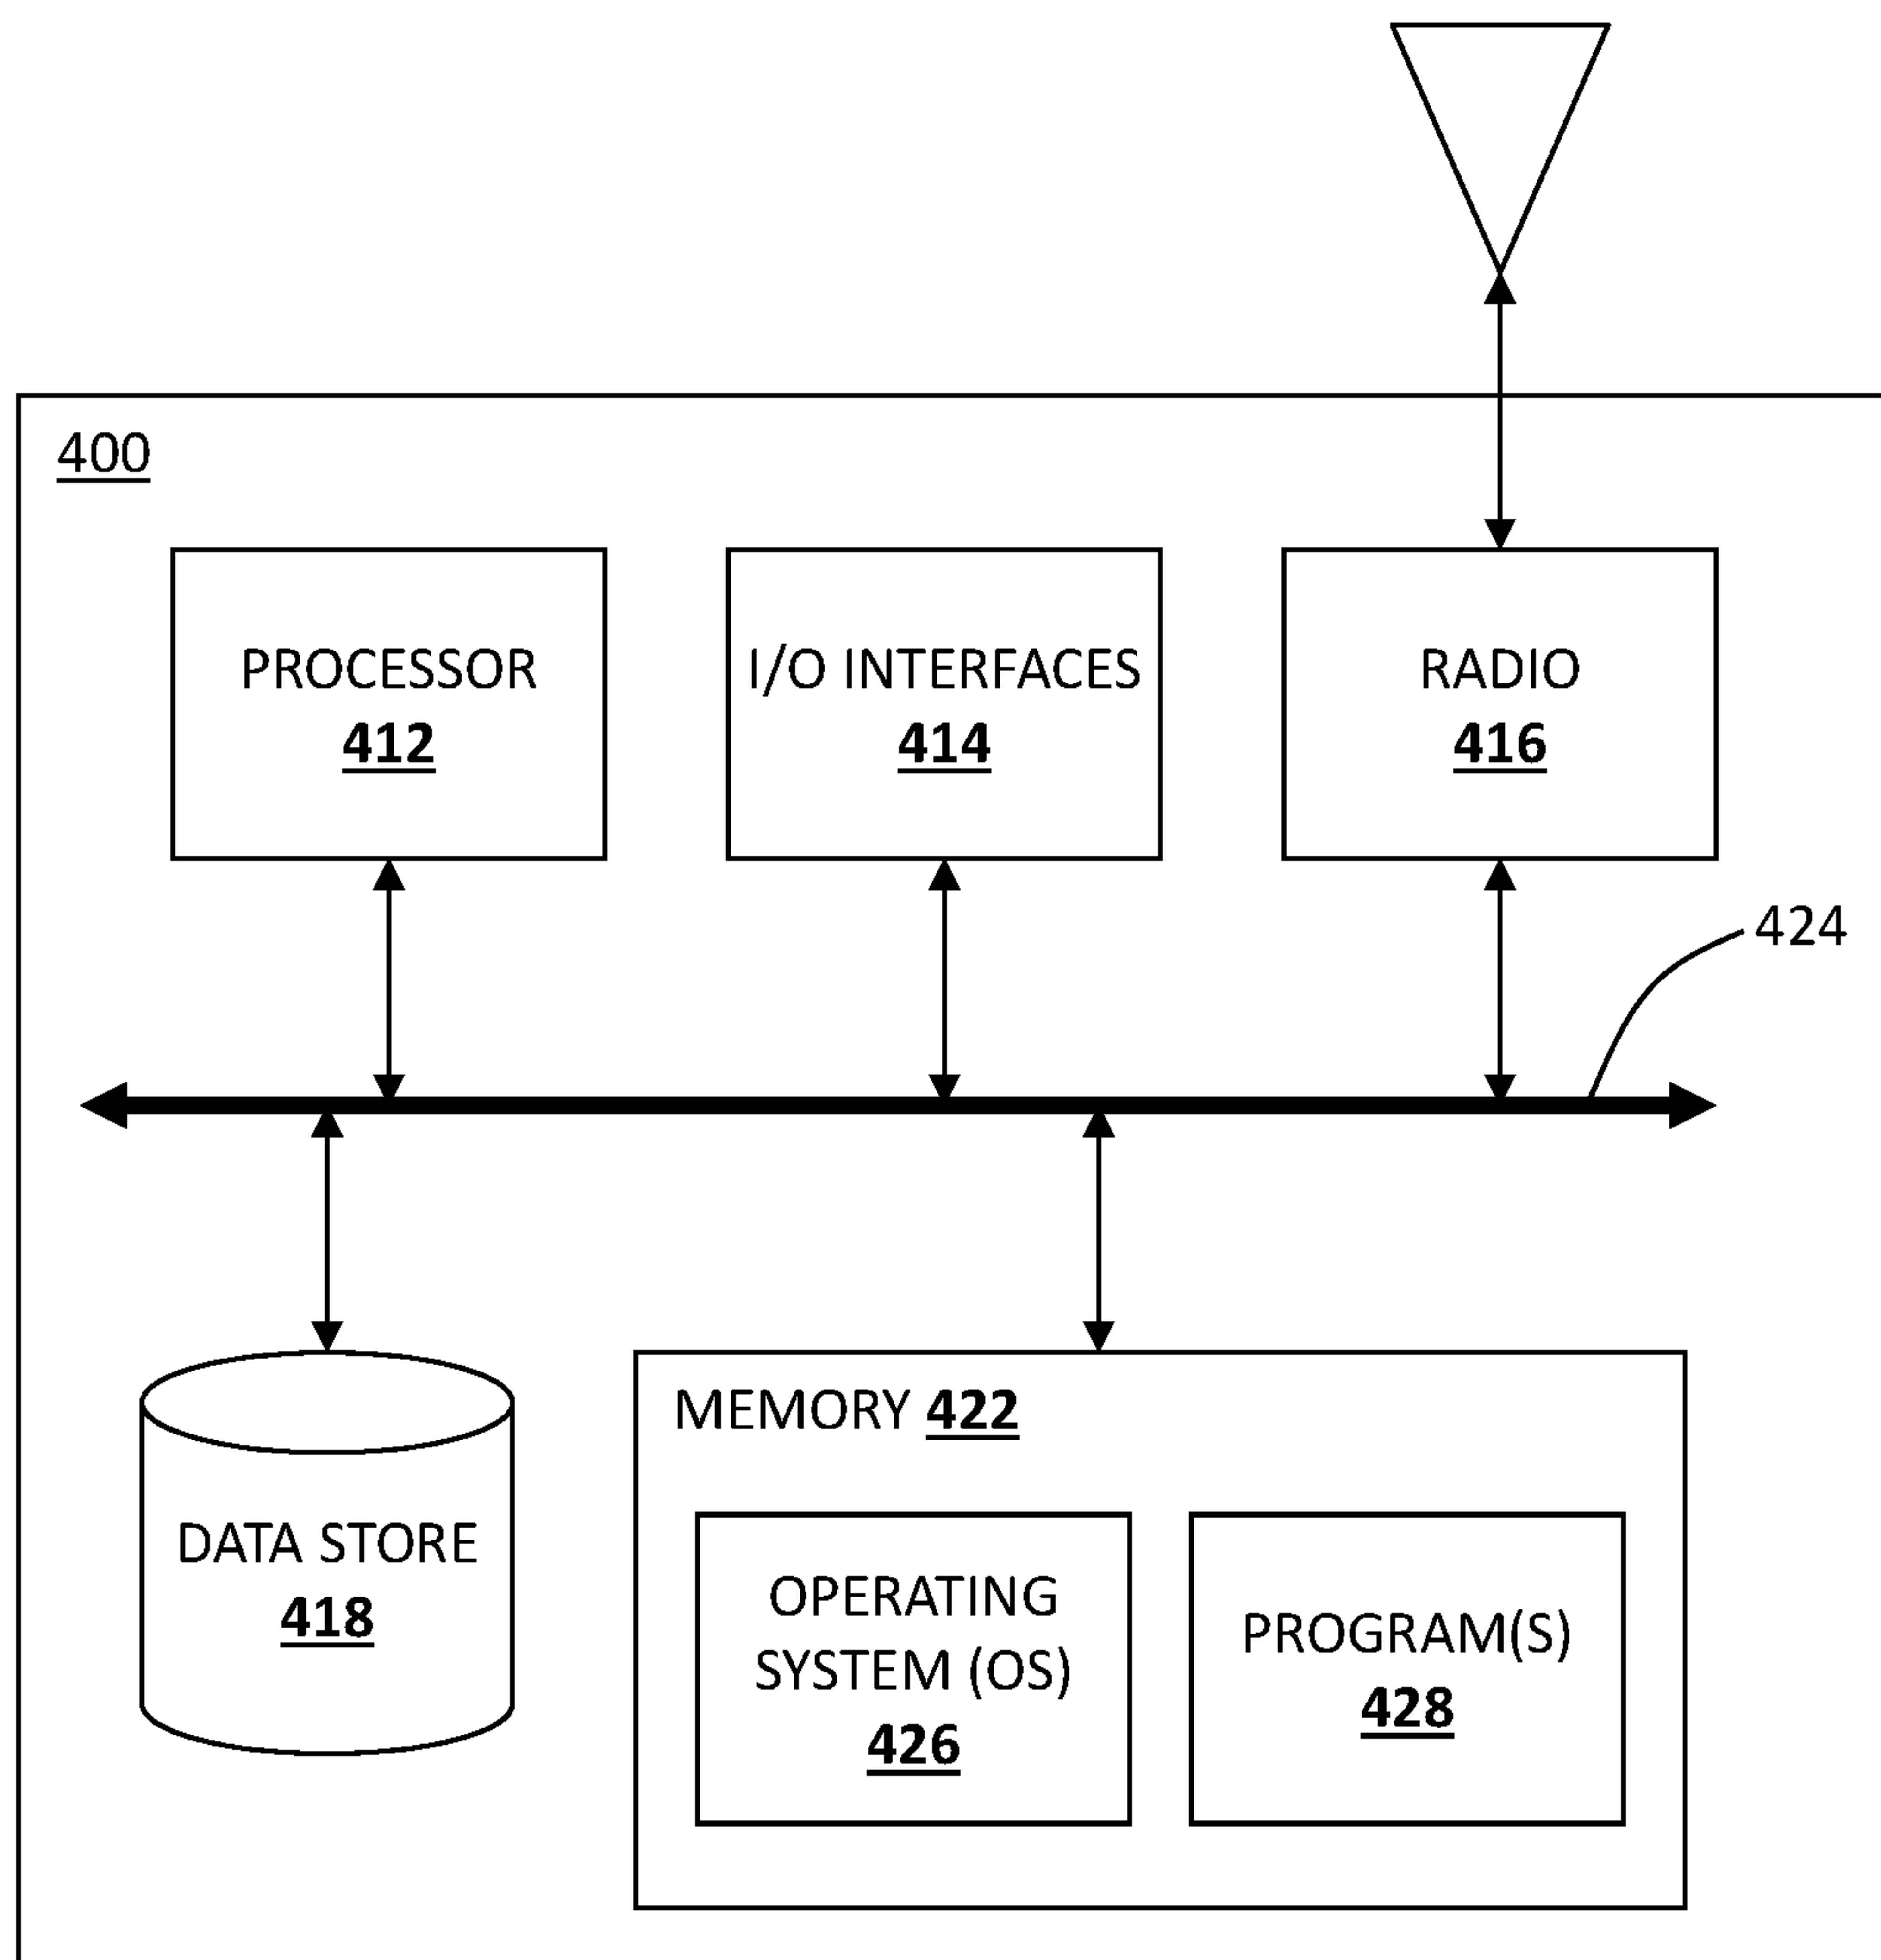 400
PROCESSOR
412
I/O INTERFACES
414
RADIO
416
424
DATA STORE
418
MEMORY 422
OPERATING
SYSTEM (OS)
426
PROGRAM(S)
428